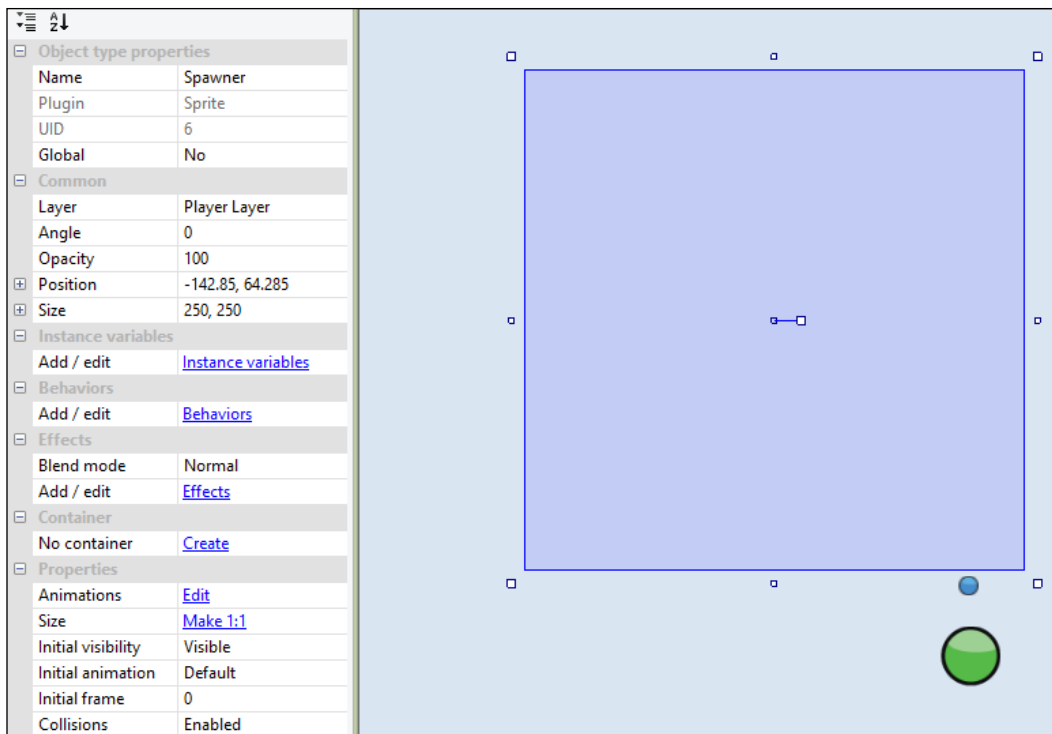 A
Z
Object type properties
Name Spawner
Plugin Sprite
UID 6
Global No
Common
Layer Player Layer
Angle 0
Opacity 100
Position -142.85, 64.285
Size 250, 250
Instance variables
Add / edit Instance variables
Behaviors
Add / edit Behaviors
Effects
Blend mode Normal
Add / edit Effects
Container
No container Create
Properties
Animations Edit
Size Make 1:1
Initial visibility Visible
Initial animation Default
Initial frame 0
Collisions Enabled